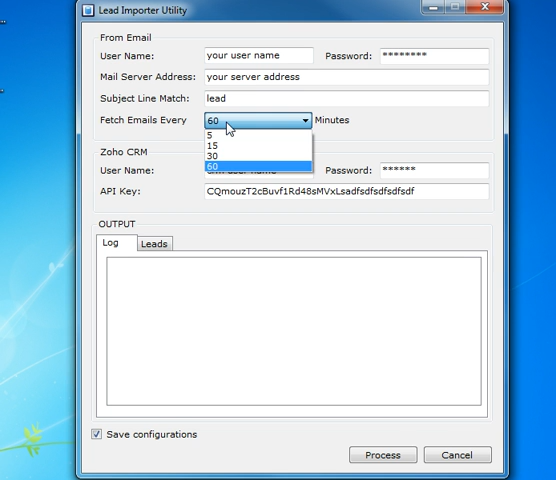 Lead Importer Utility
From Email
User Name: your user name Password: ********
Mail Server Address: your server address
Subject Line Match: lead
Fetch Emails Every 60 Minutes
5
15
30
60
Zoho CRM
User Name: user name Password: ******
API Key: CQmouzT2cBuvf1Rd48sMVxLsadfsdfsdfsdfsdf
OUTPUT
Log Leads
Save configurations
Process Cancel